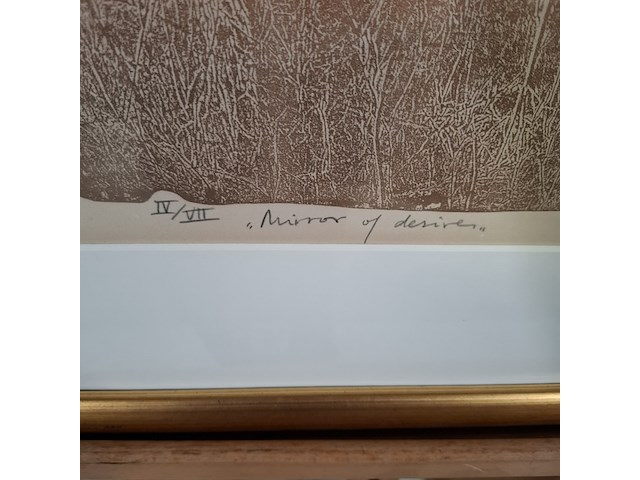 IV/VII „Mirror of desires„